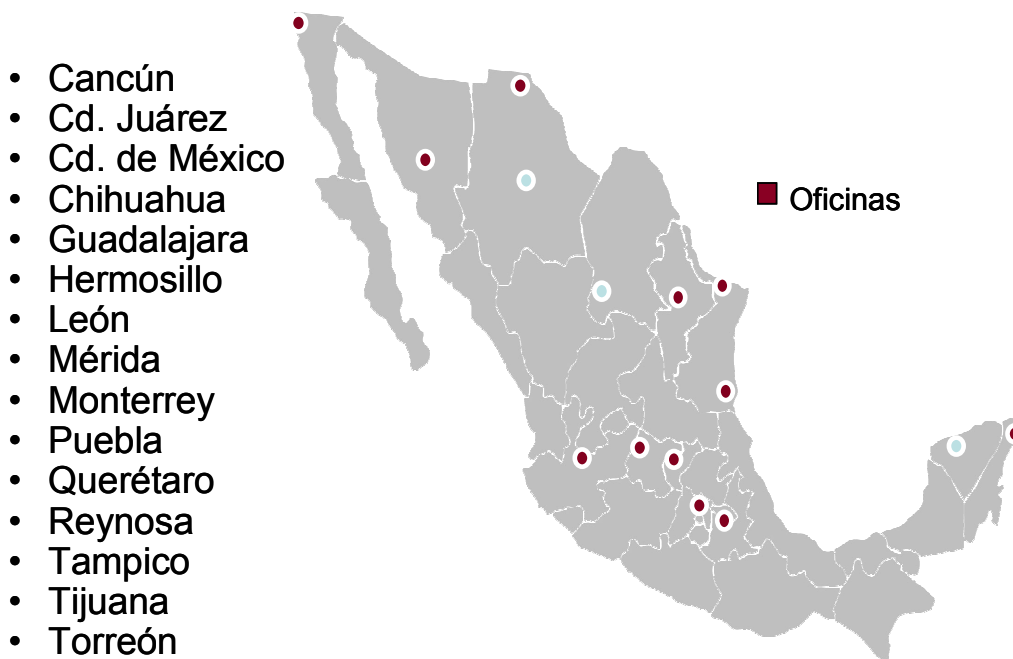 • Cancún
• Cd. Juárez
• Cd. de México
• Chihuahua
• Guadalajara
• Hermosillo
• León
• Mérida
• Monterrey
• Puebla
• Querétaro
• Reynosa
• Tampico
• Tijuana
• Torreón
Oficinas